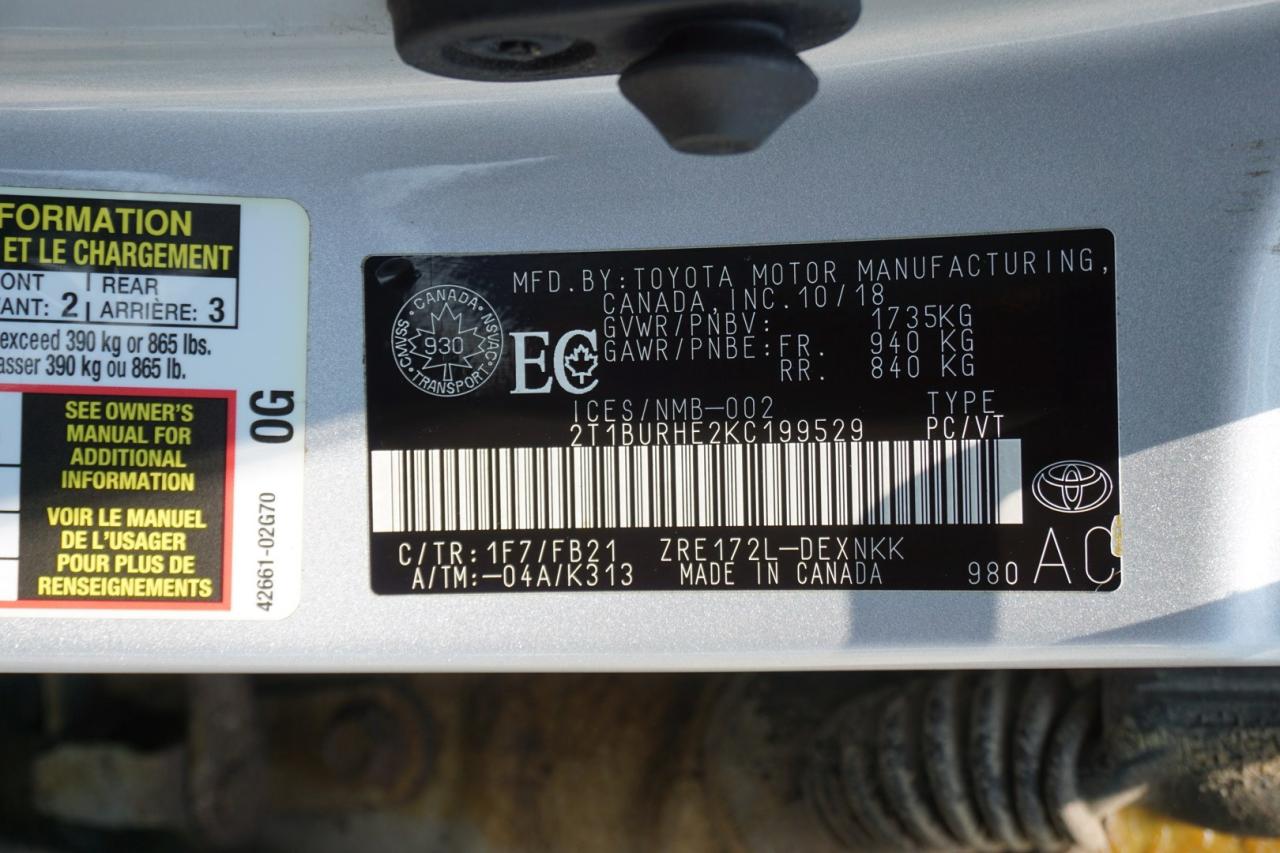 FORMATION
ET LE CHARGEMENT
ONT
REAR
ANT: 2
ARRIÈRE: 3
exceed 390 kg or 865 lbs.
asser 390 kg ou 865 lb.
SEE OWNER'S
MANUAL FOR
ADDITIONAL
INFORMATION
VOIR LE MANUEL
DE L'USAGER
POUR PLUS DE
RENSEIGNEMENTS
0G
42661-02G70
MFD.BY:TOYOTA MOTOR MANUFACTURING,
CANADA,INC.10/18
GVWR/PNBV: 1735KG
GAWR/PNBE:FR. 940 KG
RR. 840 KG
CANADA
CMVSS NSVAC
930
TRANSPORT
EC
ICES/NMB-002 TYPE
2T1BURHE2KC199529 PC/VT
C/TR:1F7/FB21 ZRE172L-DEXNKK
A/TM:-04A/K313 MADE IN CANADA 980 AC